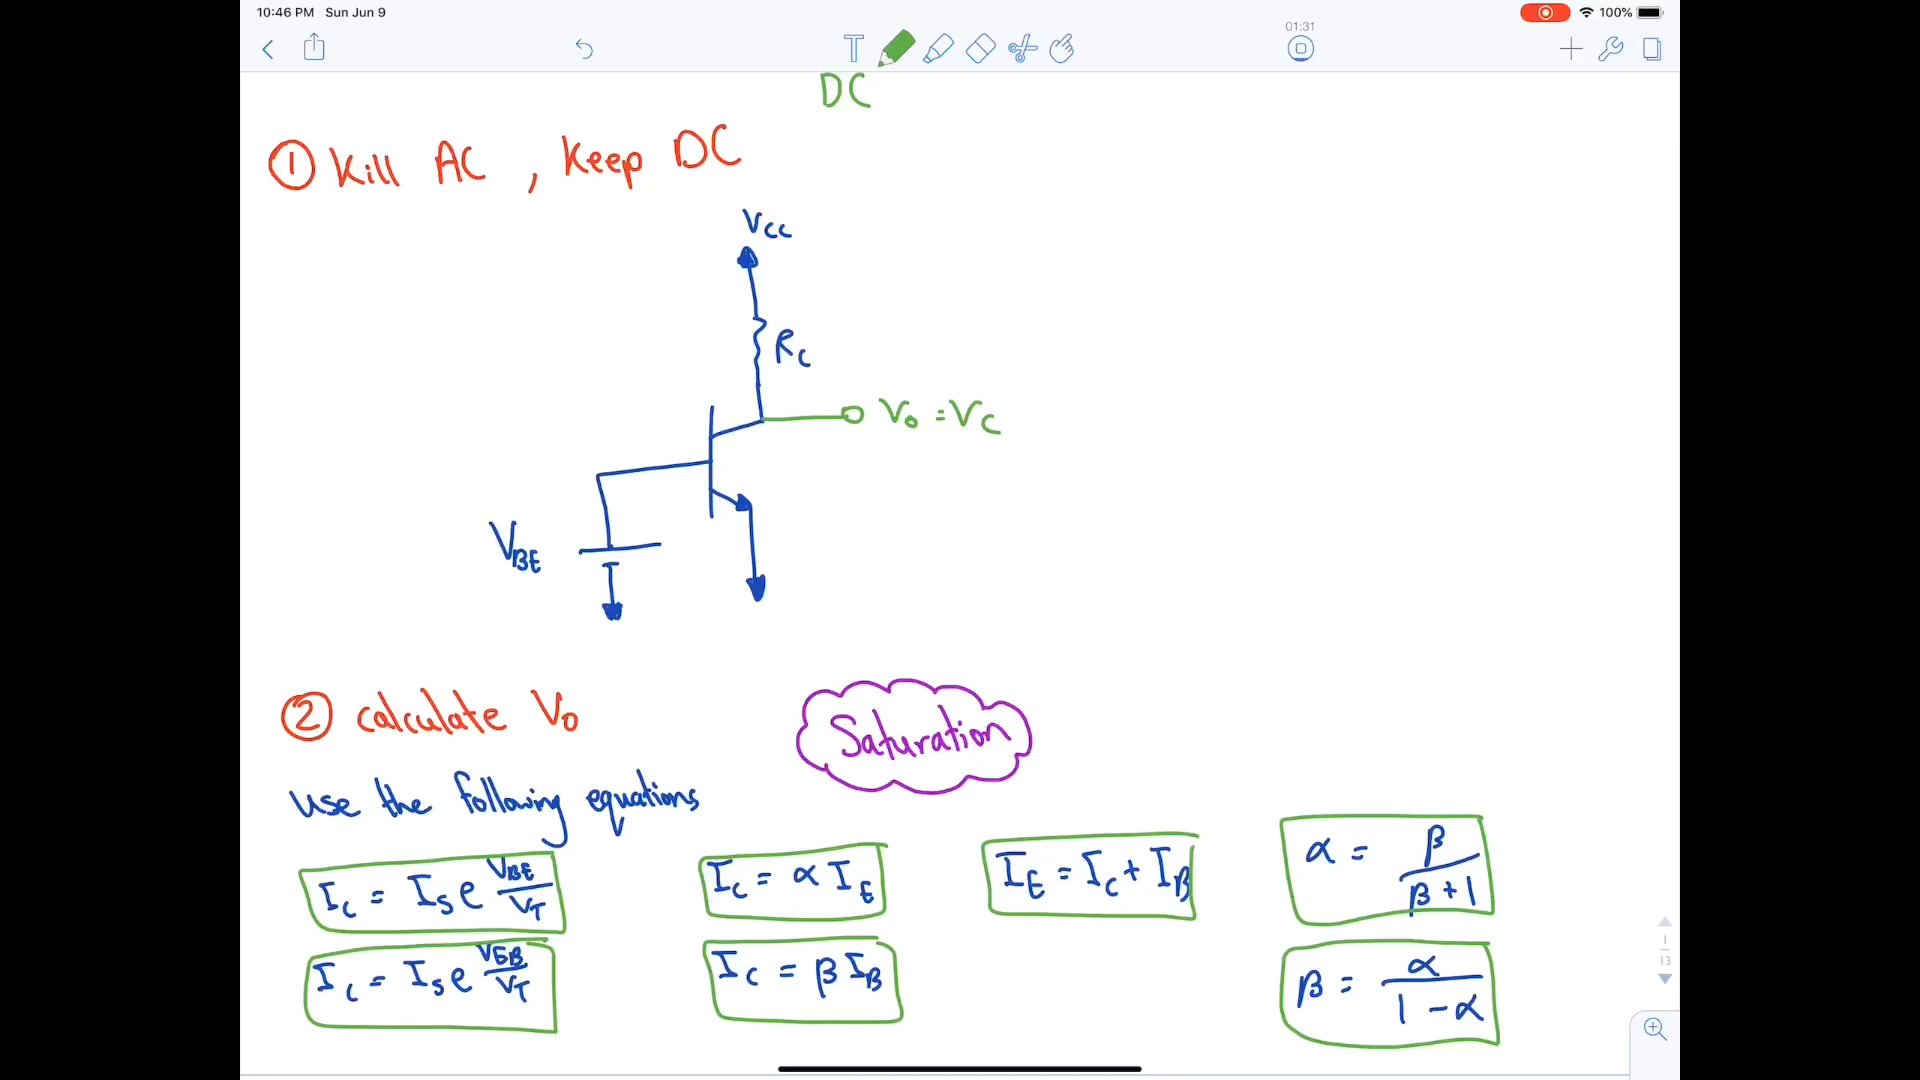 10:46 PM Sun Jun 9
100%
01:31
T
DC
① Kill AC , Keep DC
VCC
RC
Vo = VC
VBE
② Calculate Vo
Saturation
Use the following equations
IC = IS e^(VBE/VT)
IC = α IE
IE = IC + IB
α = β/(β+1)
IC = IS e^(VEB/VT)
IC = β IB
β = α/(1-α)
1
13